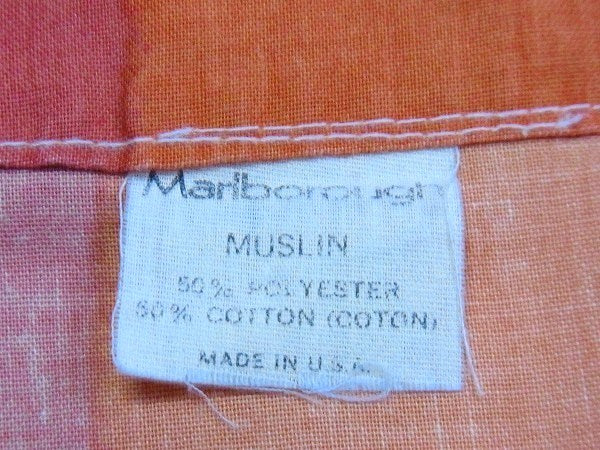 Marlborough
MUSLIN
50% POLYESTER
50% COTTON (COTON)
MADE IN U.S.A.